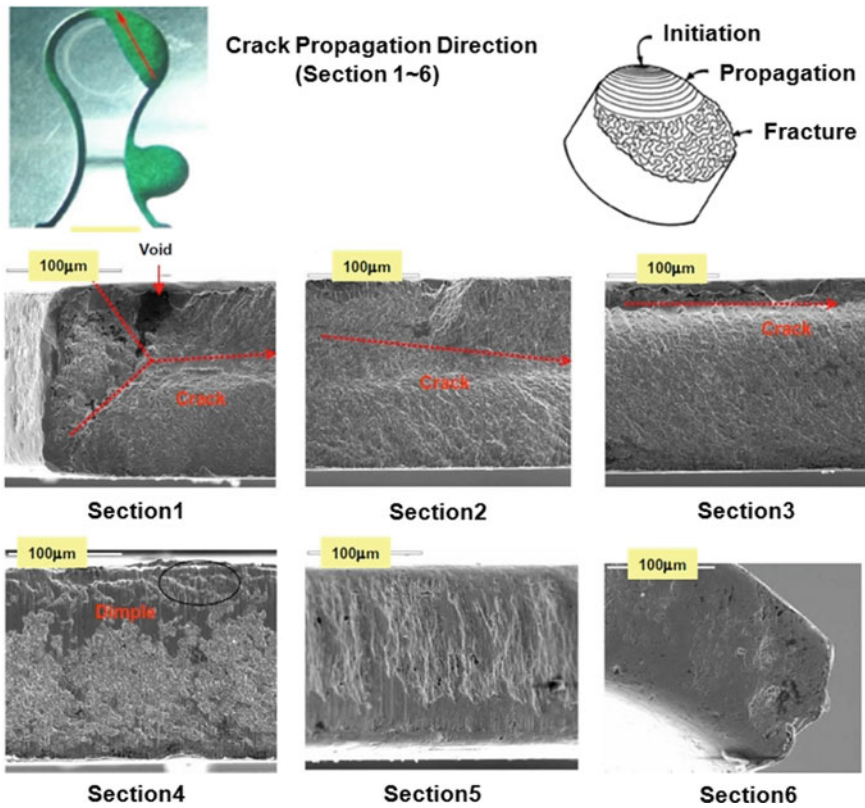 Crack Propagation Direction
(Section 1~6)
Initiation
Propagation
Fracture
Void
100μm
Crack
100μm
Crack
100μm
Crack
Section1
Section2
Section3
100μm
Dimple
100μm
100μm
Section4
Section5
Section6